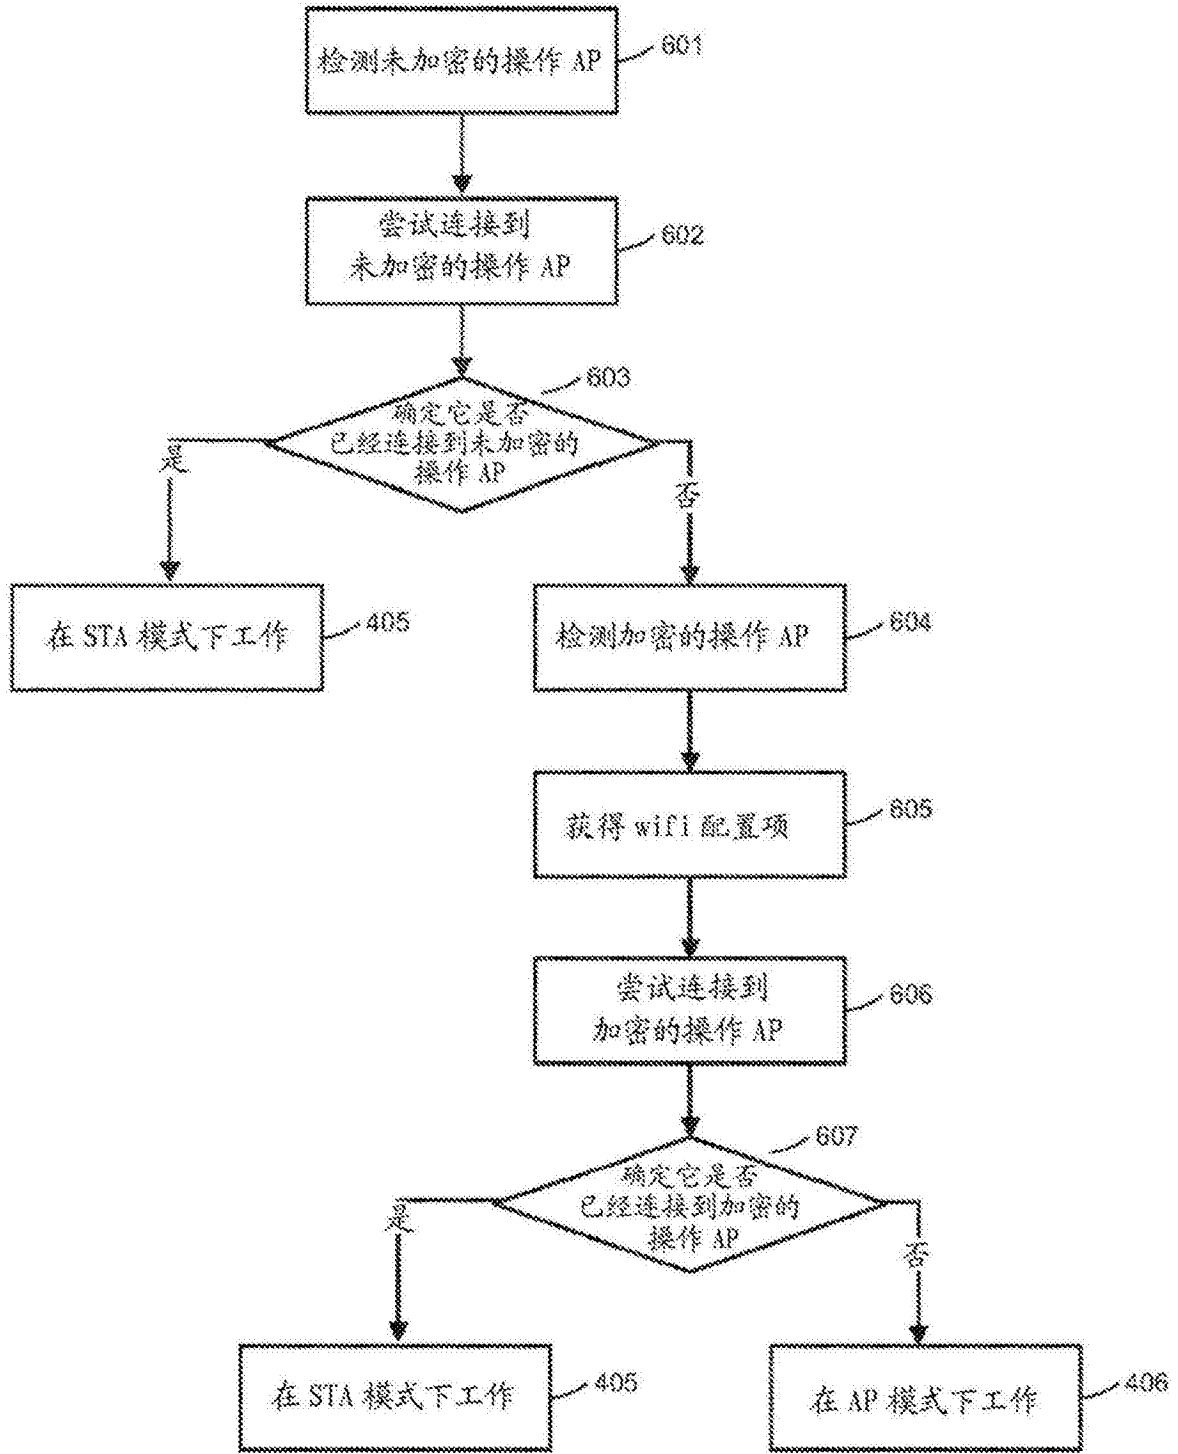 检测未加密的操作 AP
601
尝试连接到
未加密的操作 AP
602
603
确定它是否
已经连接到未加密的
操作 AP
是
否
在 STA 模式下工作
405
检测加密的操作 AP
604
获得 wifi 配置项
605
尝试连接到
加密的操作 AP
606
607
确定它是否
已经连接到加密的
操作 AP
是
否
在 STA 模式下工作
405
在 AP 模式下工作
406